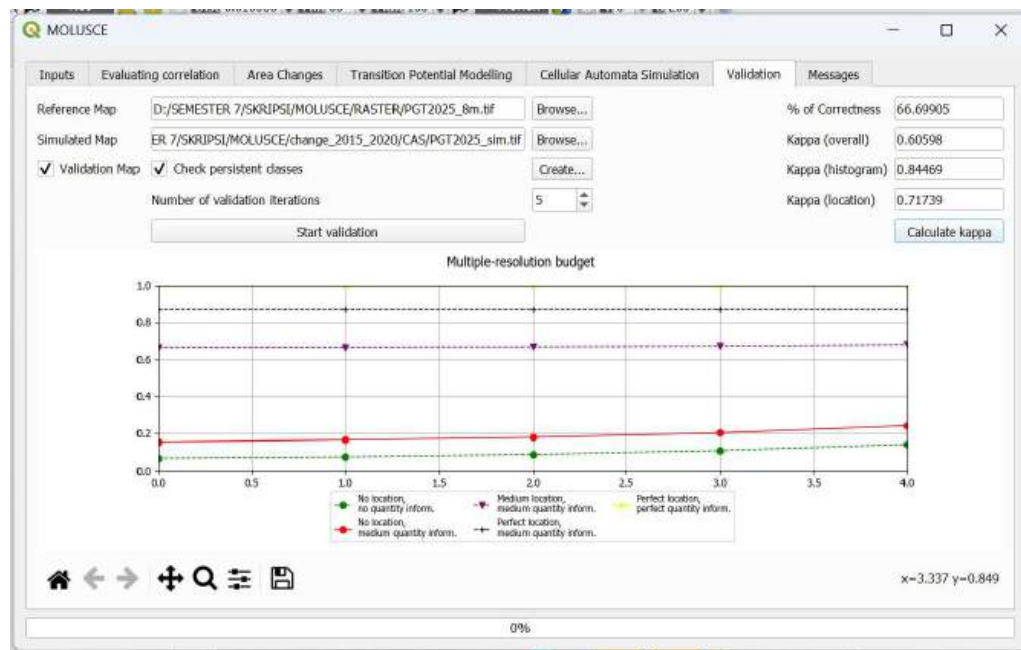 MOLUSCE
Inputs Evaluating correlation Area Changes Transition Potential Modelling Cellular Automata Simulation Validation Messages
Reference Map D:/SEMESTER 7/SKRIPSI/MOLUSCE/RASTER/PGT2025_8m.tif Browse... % of Correctness 66.69905
Simulated Map ER 7/SKRIPSI/MOLUSCE/change_2015_2020/CAS/PGT2025_sim.tif Browse... Kappa (overall) 0.60598
Validation Map Check persistent classes Create... Kappa (histogram) 0.84469
Number of validation iterations 5 Kappa (location) 0.71739
Start validation Calculate kappa
Multiple-resolution budget
1.0
0.8
0.6
0.4
0.2
0.0
0.0 0.5 1.0 1.5 2.0 2.5 3.0 3.5 4.0
No location, Medium location, Perfect location,
no quantity inform. medium quantity inform. perfect quantity inform.
No location, Perfect location,
medium quantity inform. medium quantity inform.
x=3.337 y=0.849
0%